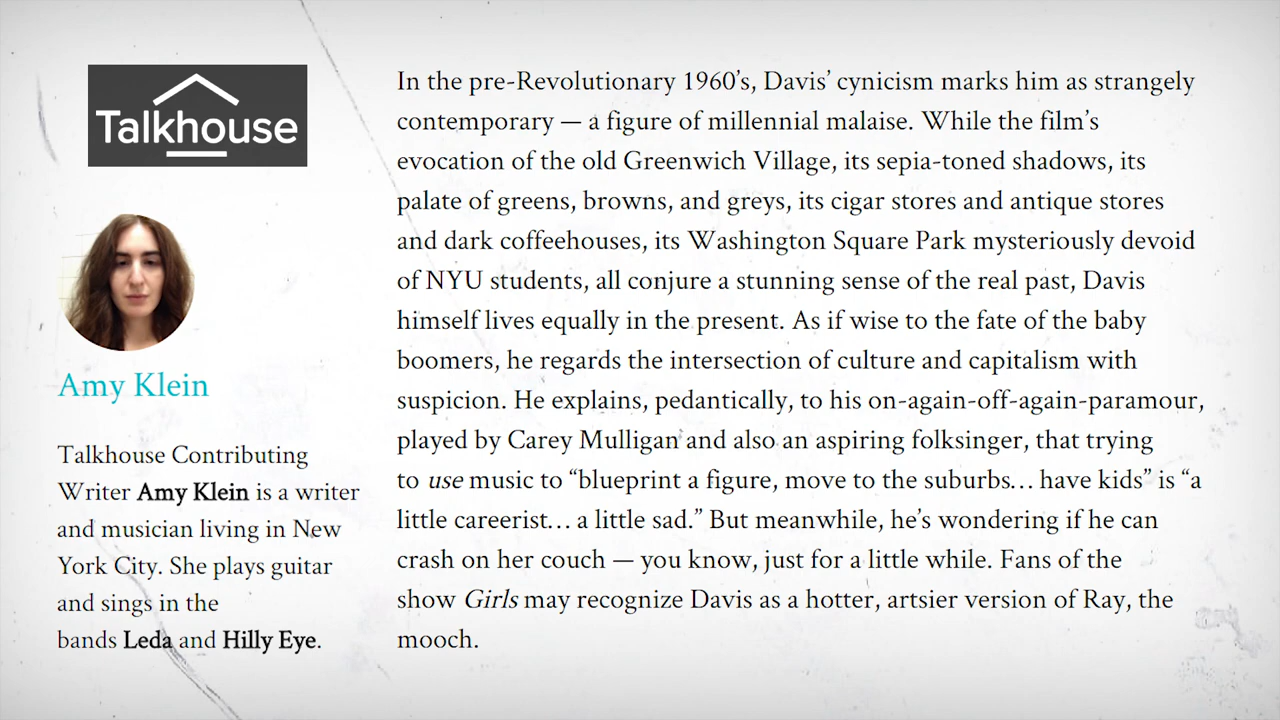 Talkhouse
Amy Klein
Talkhouse Contributing
Writer Amy Klein is a writer
and musician living in New
York City. She plays guitar
and sings in the
bands Leda and Hilly Eye.
In the pre-Revolutionary 1960’s, Davis’ cynicism marks him as strangely
contemporary — a figure of millennial malaise. While the film’s
evocation of the old Greenwich Village, its sepia-toned shadows, its
palate of greens, browns, and greys, its cigar stores and antique stores
and dark coffeehouses, its Washington Square Park mysteriously devoid
of NYU students, all conjure a stunning sense of the real past, Davis
himself lives equally in the present. As if wise to the fate of the baby
boomers, he regards the intersection of culture and capitalism with
suspicion. He explains, pedantically, to his on-again-off-again-paramour,
played by Carey Mulligan and also an aspiring folksinger, that trying
to use music to “blueprint a figure, move to the suburbs… have kids” is “a
little careerist… a little sad.” But meanwhile, he’s wondering if he can
crash on her couch — you know, just for a little while. Fans of the
show Girls may recognize Davis as a hotter, artsier version of Ray, the
mooch.